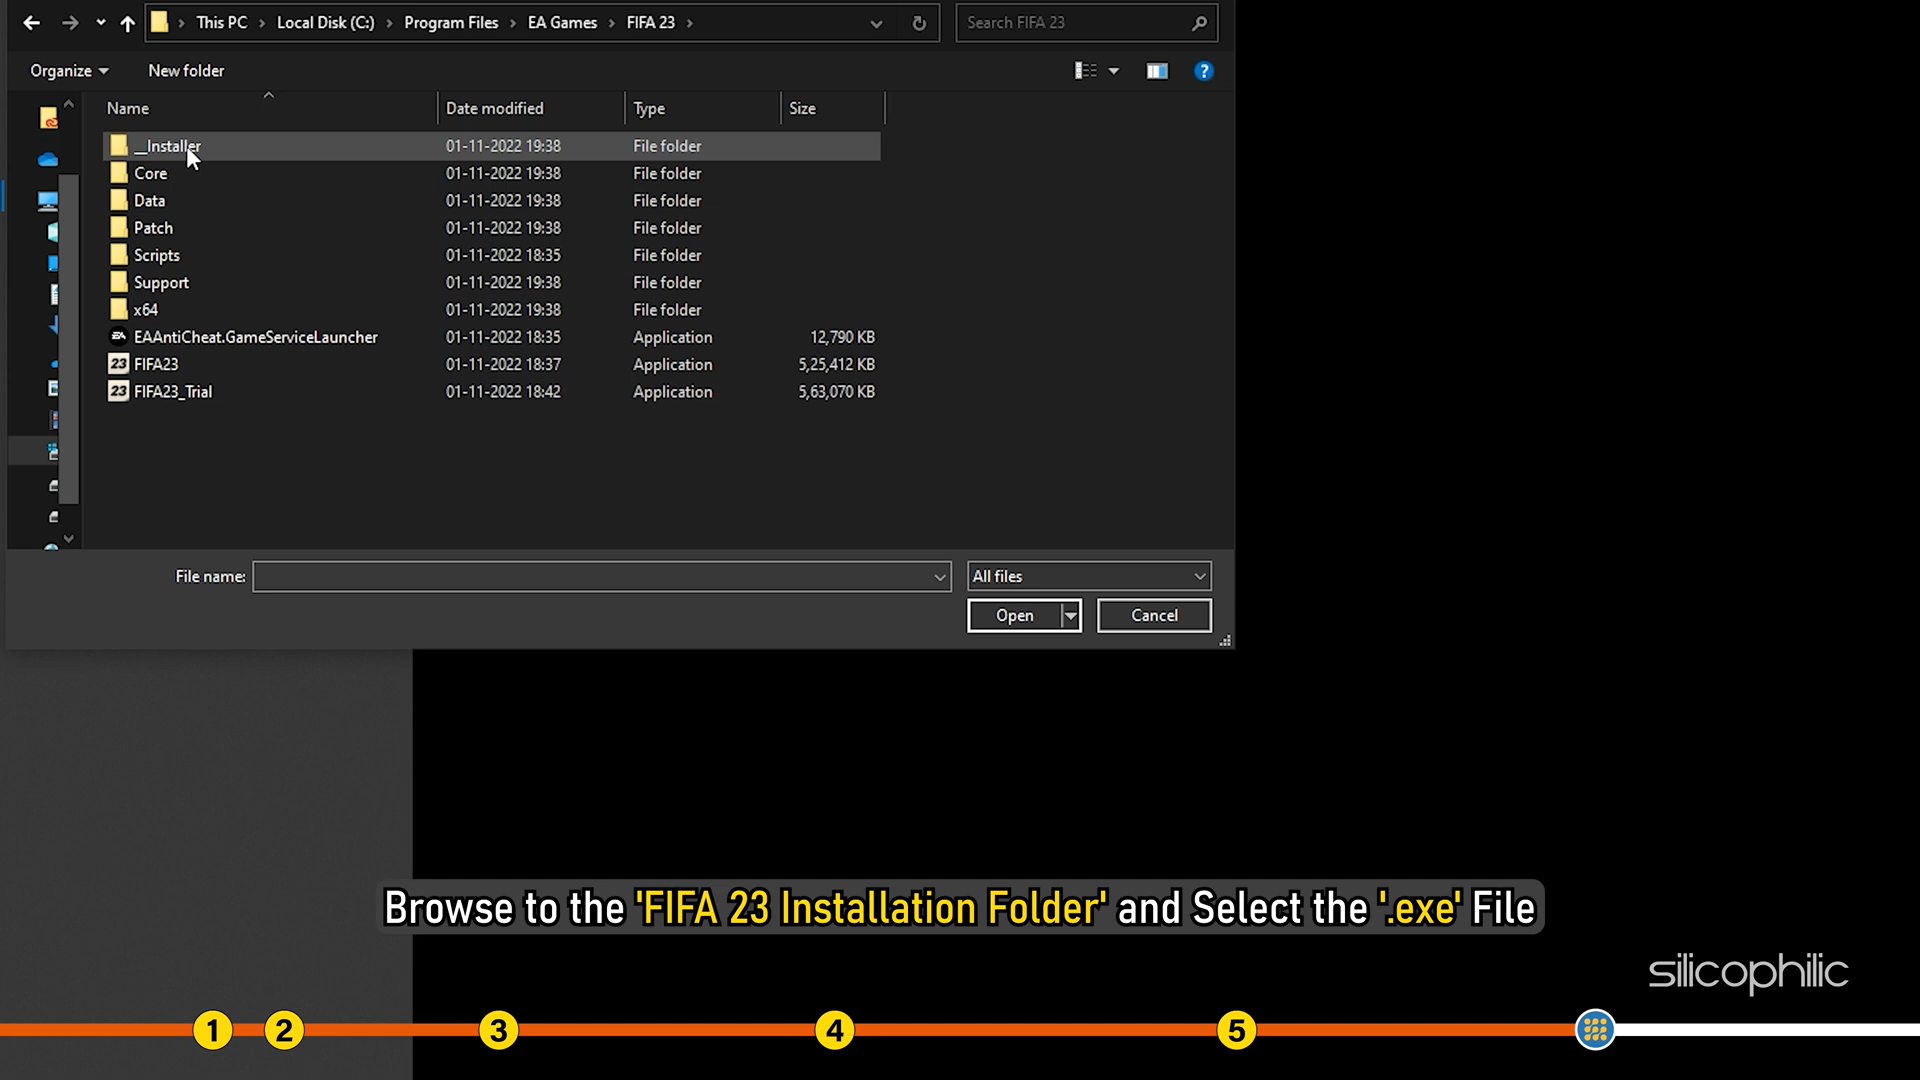 This PC > Local Disk (C:) > Program Files > EA Games > FIFA 23 >
Search FIFA 23
Organize
New folder
?
Name Date modified Type Size
__Installer 01-11-2022 19:38 File folder
Core 01-11-2022 19:38 File folder
Data 01-11-2022 19:38 File folder
Patch 01-11-2022 19:38 File folder
Scripts 01-11-2022 18:35 File folder
Support 01-11-2022 19:38 File folder
x64 01-11-2022 19:38 File folder
EA EAAntiCheat.GameServiceLauncher 01-11-2022 18:35 Application 12,790 KB
23 FIFA23 01-11-2022 18:37 Application 5,25,412 KB
23 FIFA23_Trial 01-11-2022 18:42 Application 5,63,070 KB
File name:
All files
Open
Cancel
Browse to the 'FIFA 23 Installation Folder' and Select the '.exe' File
silicophilic
1 2 3 4 5